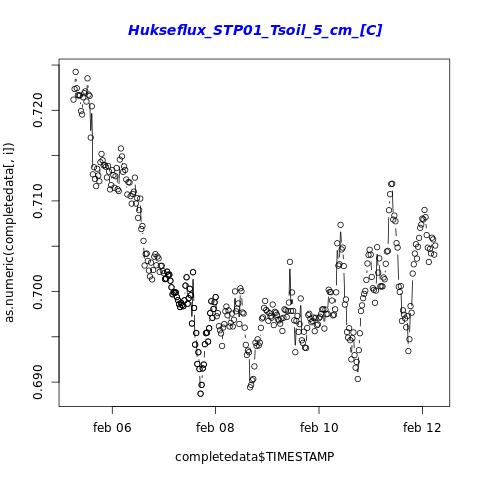 Hukseflux_STP01_Tsoil_5_cm_[C]
as.numeric(completedata[, i])
0.720
0.710
0.700
0.690
feb 06
feb 08
feb 10
feb 12
completedata$TIMESTAMP